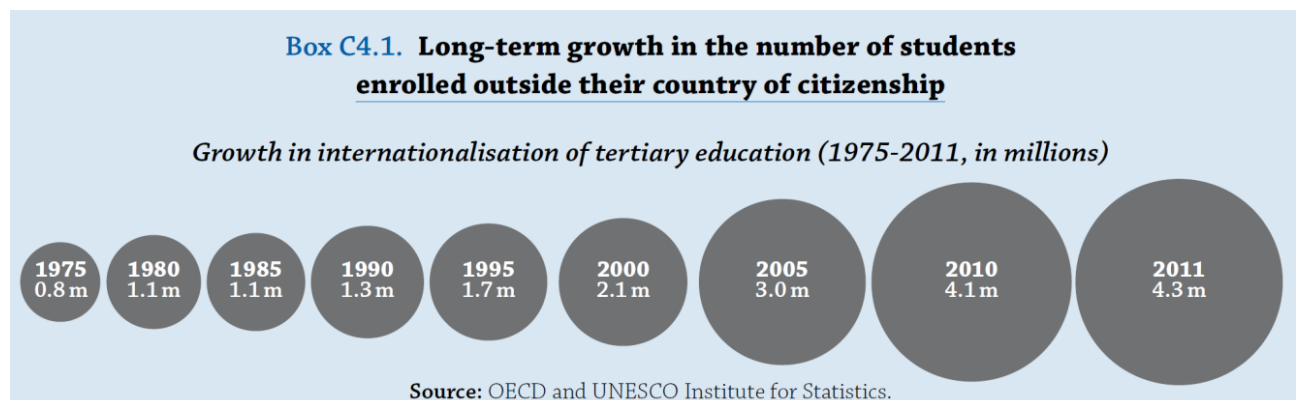 Box C4.1. Long-term growth in the number of students
enrolled outside their country of citizenship
Growth in internationalisation of tertiary education (1975-2011, in millions)
1975
0.8 m
1980
1.1 m
1985
1.1 m
1990
1.3 m
1995
1.7 m
2000
2.1 m
2005
3.0 m
2010
4.1 m
2011
4.3 m
Source: OECD and UNESCO Institute for Statistics.